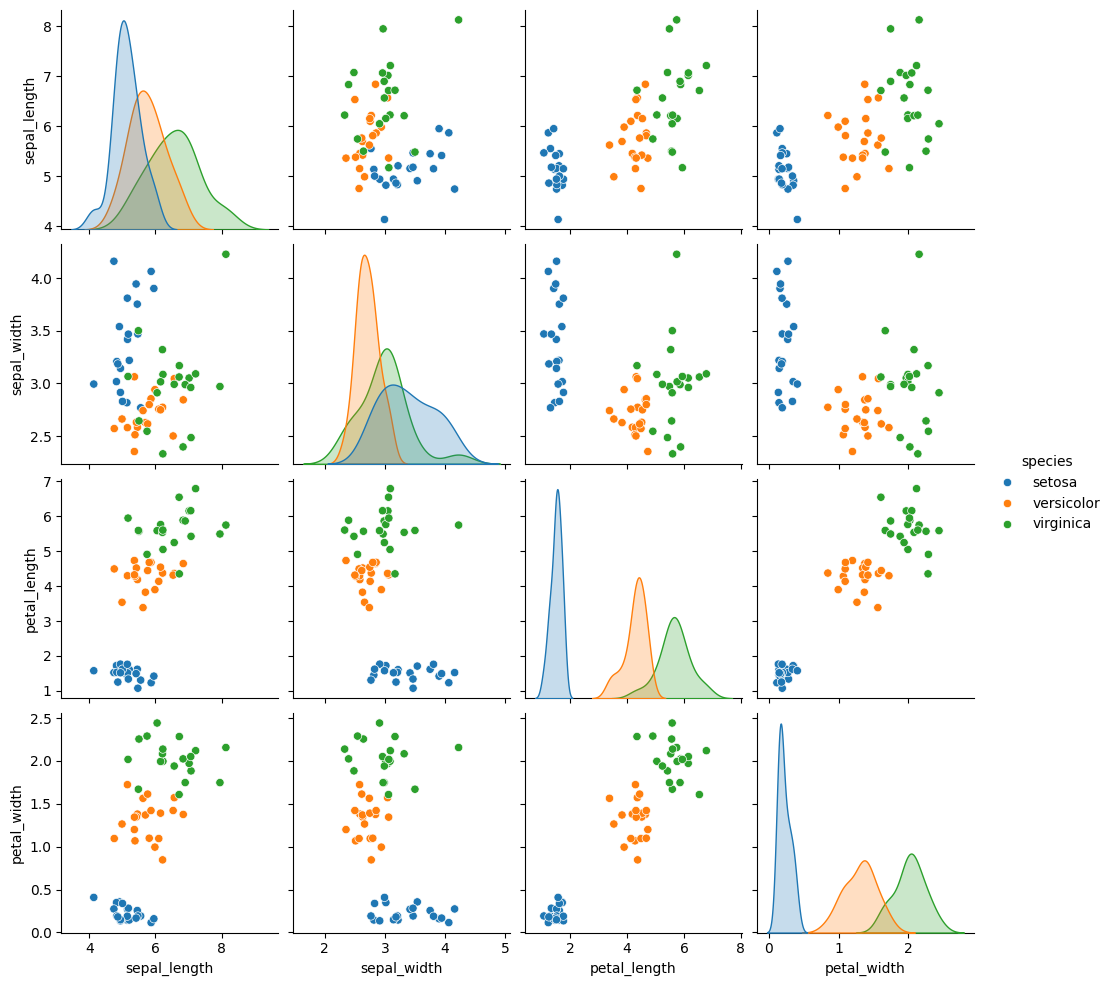 8
7
6
5
4
sepal_length
4 6 8
2 3 4 5
2 4 6 8
0 1 2
4.0
3.5
3.0
2.5
sepal_width
species
setosa
versicolor
virginica
7
6
5
4
3
2
1
petal_length
2.5
2.0
1.5
1.0
0.5
0.0
petal_width
sepal_length
sepal_width
petal_length
petal_width